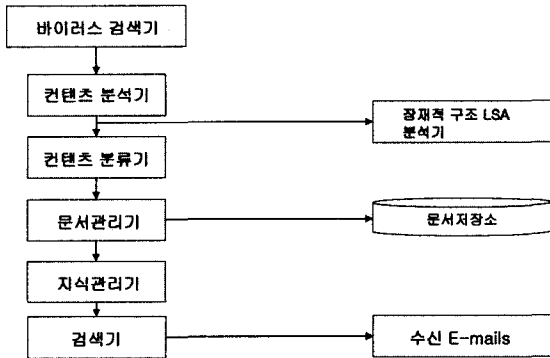 바이러스 검색기
컨텐츠 분석기
잠재적 구조 LSA
분석기
컨텐츠 분류기
문서관리기
문서저장소
지식관리기
검색기
수신 E-mails